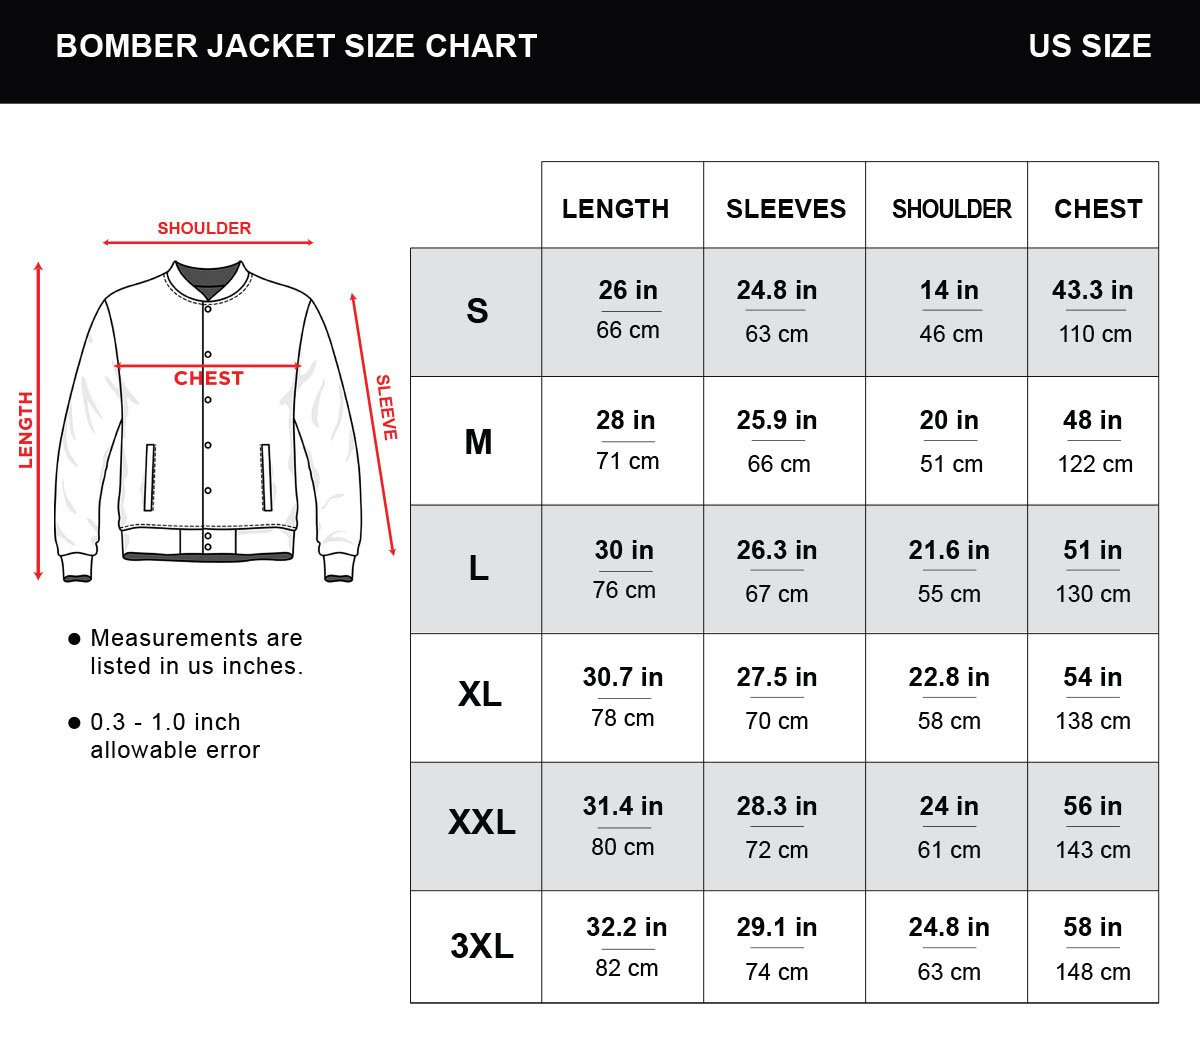 BOMBER JACKET SIZE CHART US SIZE
SHOULDER
LENGTH
CHEST
SLEEVE
● Measurements are
listed in us inches.
● 0.3 - 1.0 inch
allowable error
LENGTH SLEEVES SHOULDER CHEST
S
26 in 24.8 in 14 in 43.3 in
66 cm 63 cm 46 cm 110 cm
M
28 in 25.9 in 20 in 48 in
71 cm 66 cm 51 cm 122 cm
L
30 in 26.3 in 21.6 in 51 in
76 cm 67 cm 55 cm 130 cm
XL
30.7 in 27.5 in 22.8 in 54 in
78 cm 70 cm 58 cm 138 cm
XXL
31.4 in 28.3 in 24 in 56 in
80 cm 72 cm 61 cm 143 cm
3XL
32.2 in 29.1 in 24.8 in 58 in
82 cm 74 cm 63 cm 148 cm